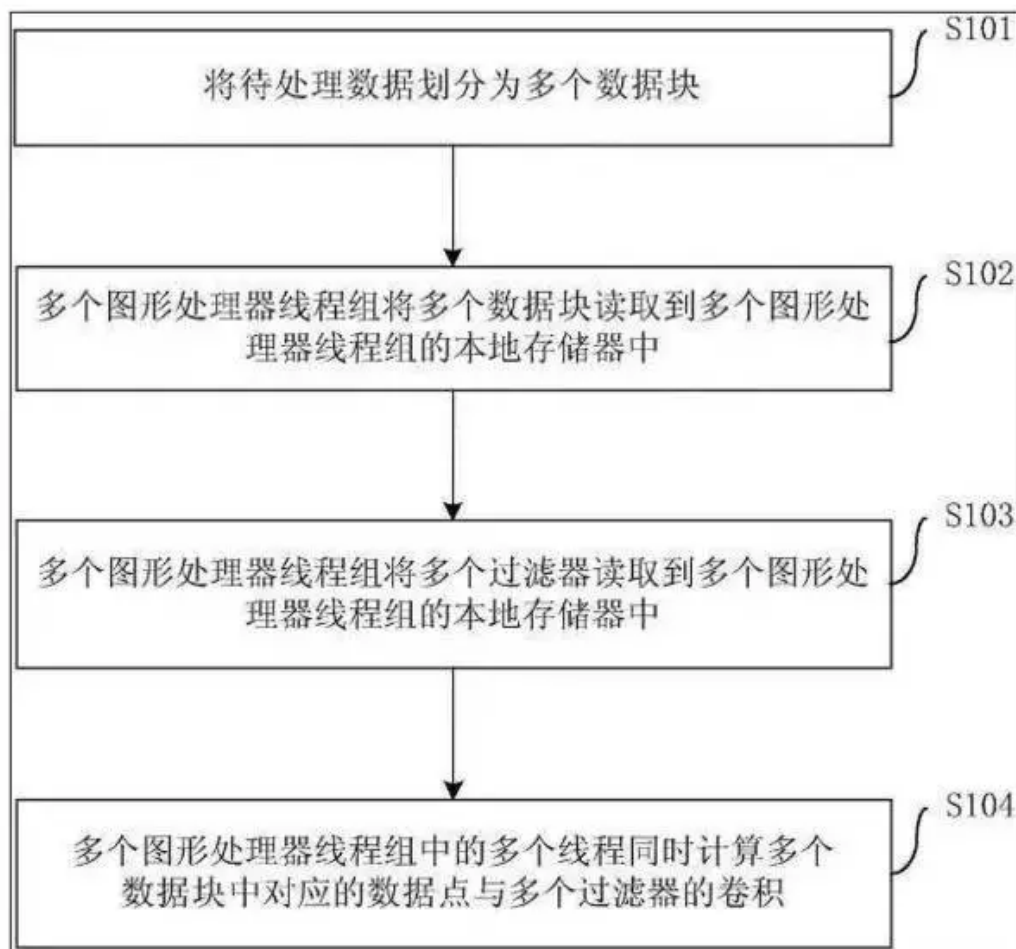 S101
将待处理数据划分为多个数据块
S102
多个图形处理器线程组将多个数据块读取到多个图形处
理器线程组的本地存储器中
S103
多个图形处理器线程组将多个过滤器读取到多个图形处
理器线程组的本地存储器中
S104
多个图形处理器线程组中的多个线程同时计算多个
数据块中对应的数据点与多个过滤器的卷积